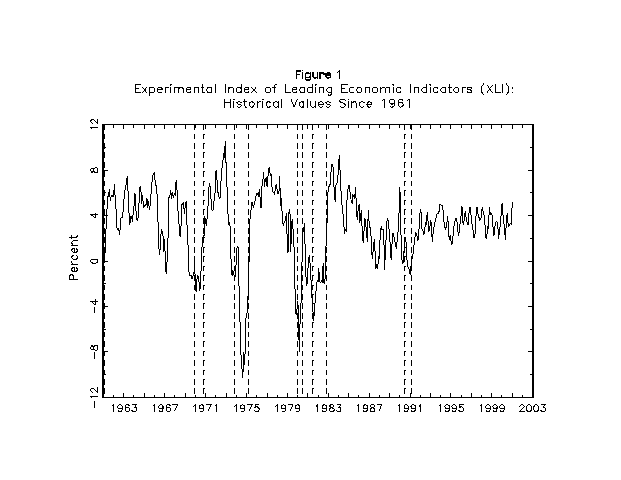 Figure 1
Experimental Index of Leading Economic Indicators (XLI):
Historical Values Since 1961
12
8
4
0
-4
-8
-12
Percent
1963 1967 1971 1975 1979 1983 1987 1991 1995 1999 2003